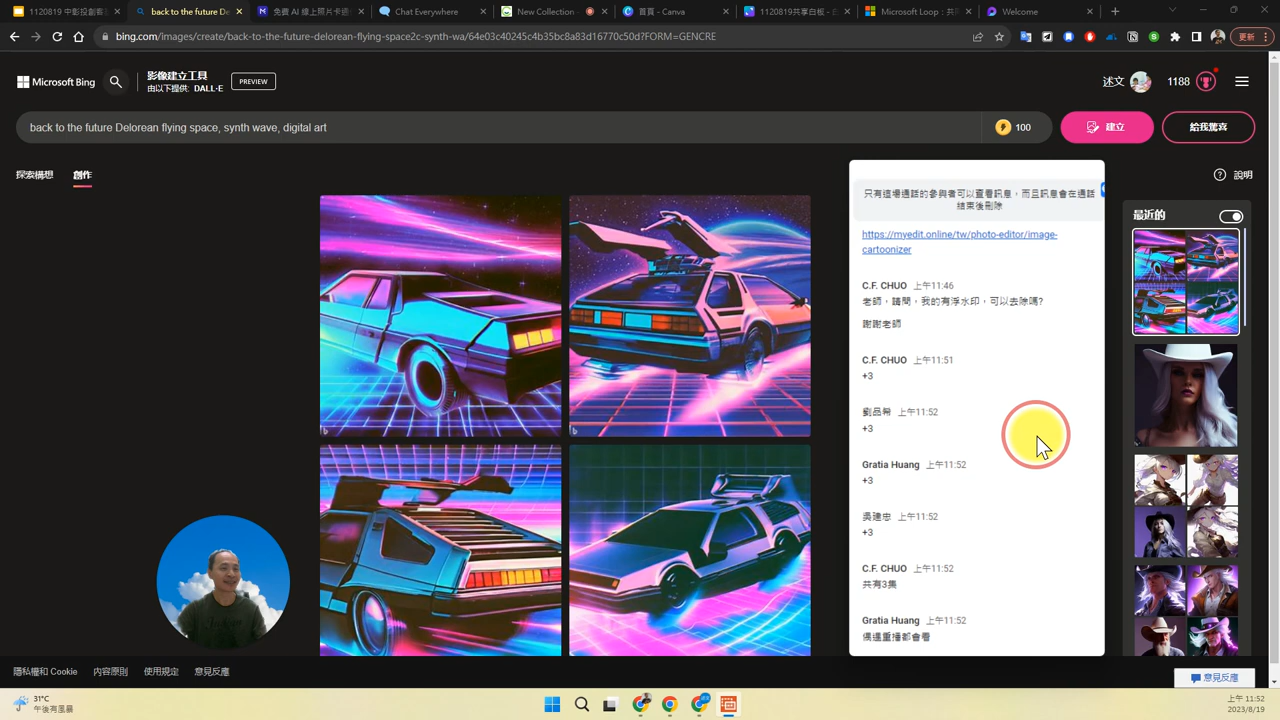 1120819 中彰投創客
back to the future De
免費 AI 線上照片卡通
Chat Everywhere
New Collection
首頁 - Canva
1120819共享白板 - 
Microsoft Loop：共
Welcome
bing.com/images/create/back-to-the-future-delorean-flying-space2c-synth-wa/64e03c40245c4b35bc8a83d16770c50d?FORM=GENCRE
更新
Microsoft Bing
影像建立工具
由以下提供: DALL·E
PREVIEW
述文
1188
back to the future Delorean flying space, synth wave, digital art
100
建立
給我驚喜
探索構想
創作
說明
只有這場通話的參與者可以查看訊息，而且訊息會在通話
結束後刪除
https://myedit.online/tw/photo-editor/image-
cartoonizer
C.F. CHUO 上午11:46
老師，請問，我的有浮水印，可以去除嗎?
謝謝老師
C.F. CHUO 上午11:51
+3
劉品希 上午11:52
+3
Gratia Huang 上午11:52
+3
吳建忠 上午11:52
+3
C.F. CHUO 上午11:52
共有3集
Gratia Huang 上午11:52
偶逢重播都會看
最近的
隱私權和 Cookie
內容原則
使用規定
意見反應
意見反應
31°C
午後有風暴
上午 11:52
2023/8/19